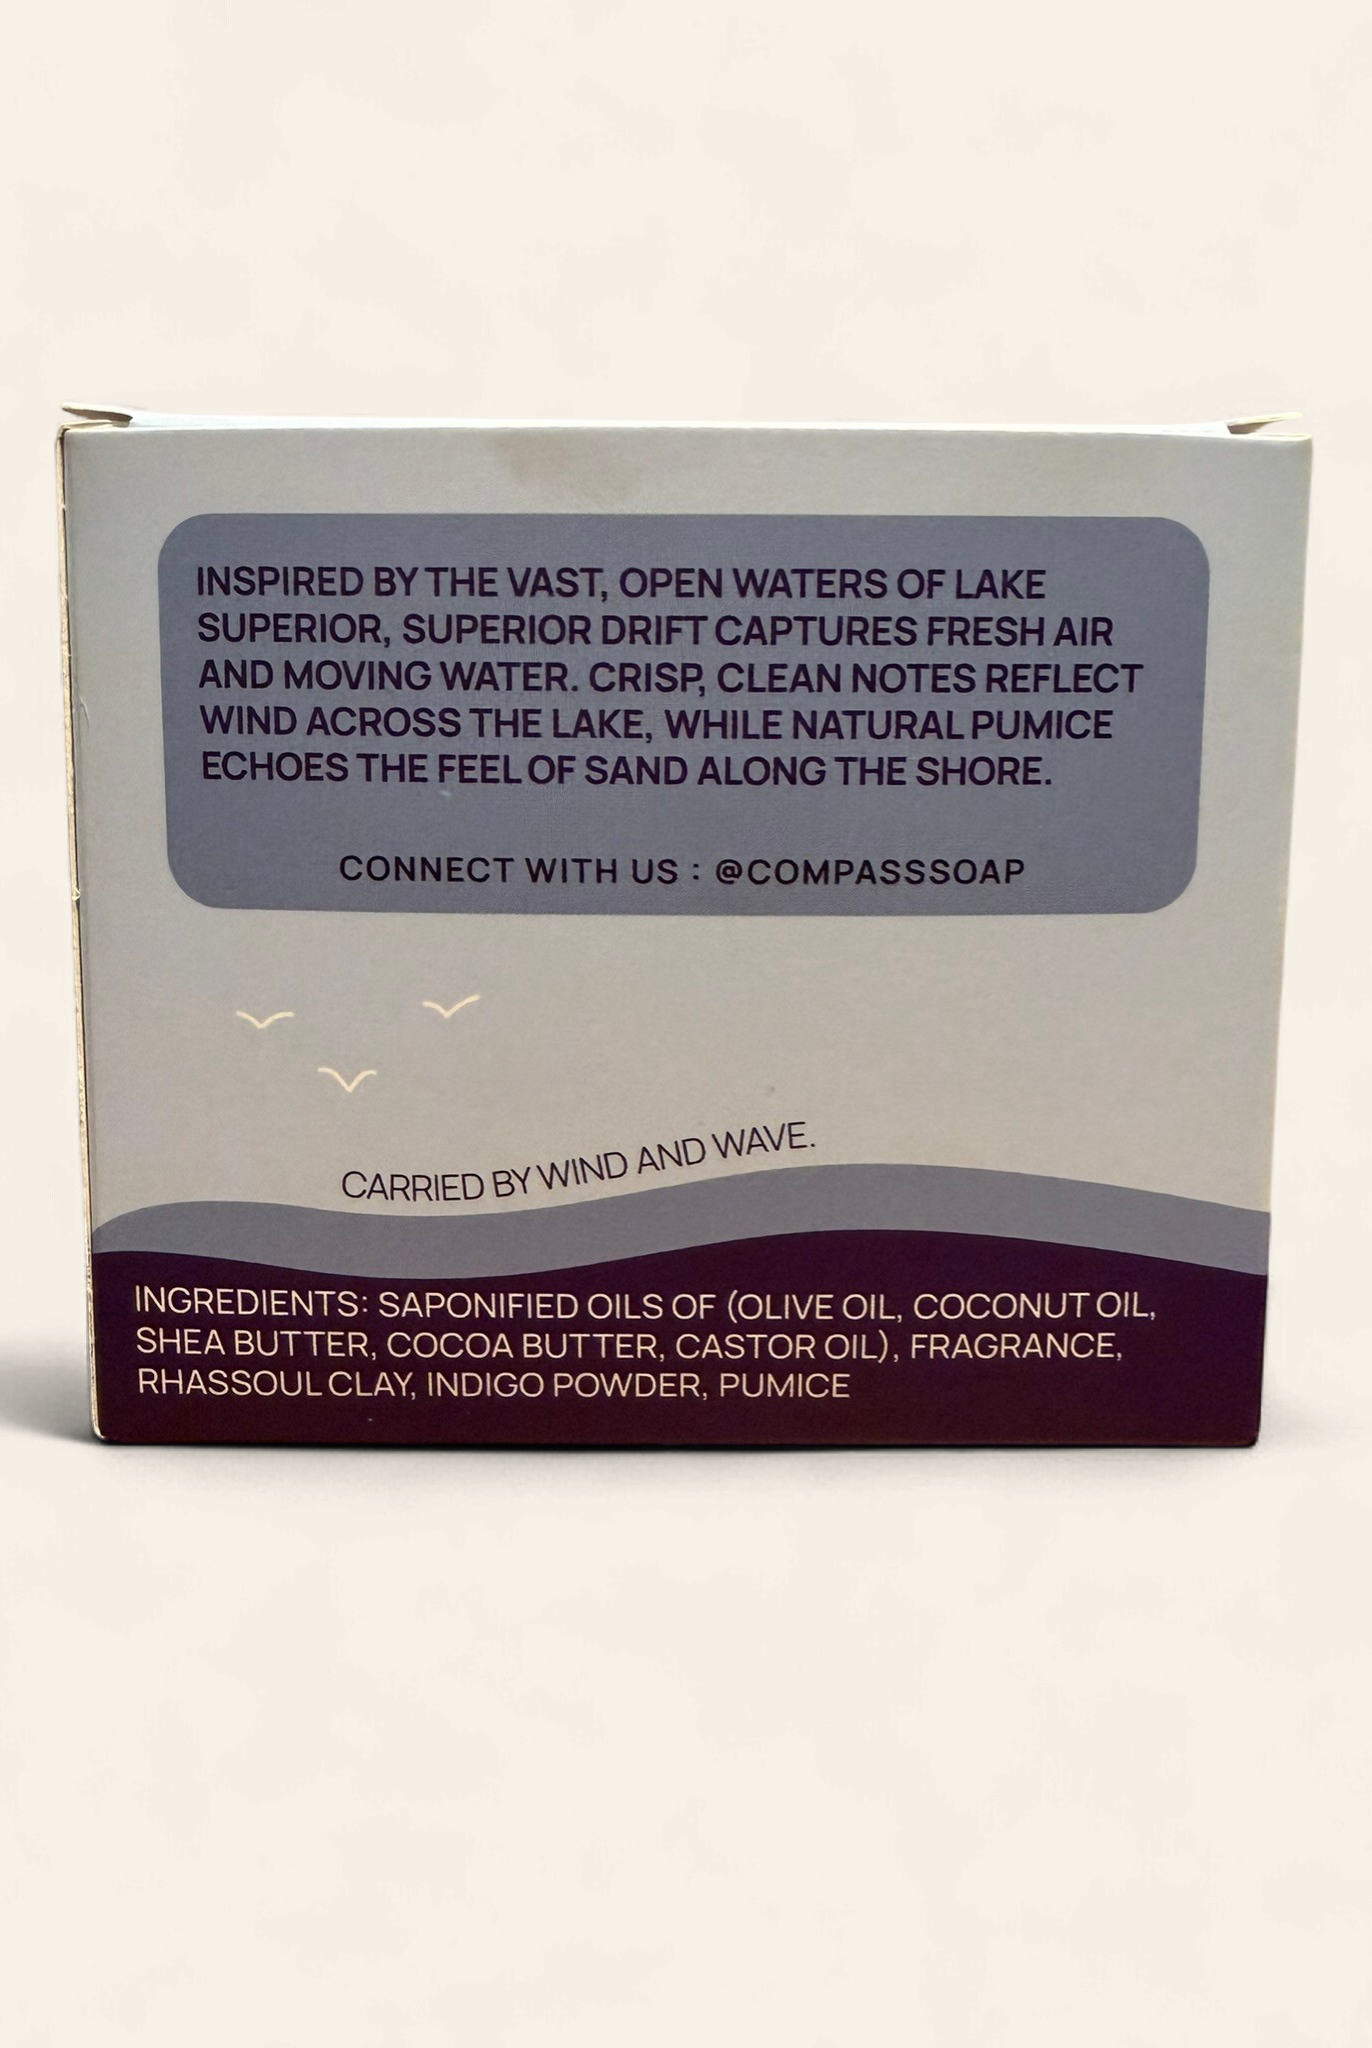 INSPIRED BY THE VAST, OPEN WATERS OF LAKE
SUPERIOR, SUPERIOR DRIFT CAPTURES FRESH AIR
AND MOVING WATER. CRISP, CLEAN NOTES REFLECT
WIND ACROSS THE LAKE, WHILE NATURAL PUMICE
ECHOES THE FEEL OF SAND ALONG THE SHORE.
CONNECT WITH US : @COMPASSSOAP
CARRIED BY WIND AND WAVE.
INGREDIENTS: SAPONIFIED OILS OF (OLIVE OIL, COCONUT OIL,
SHEA BUTTER, COCOA BUTTER, CASTOR OIL), FRAGRANCE,
RHASSOUL CLAY, INDIGO POWDER, PUMICE